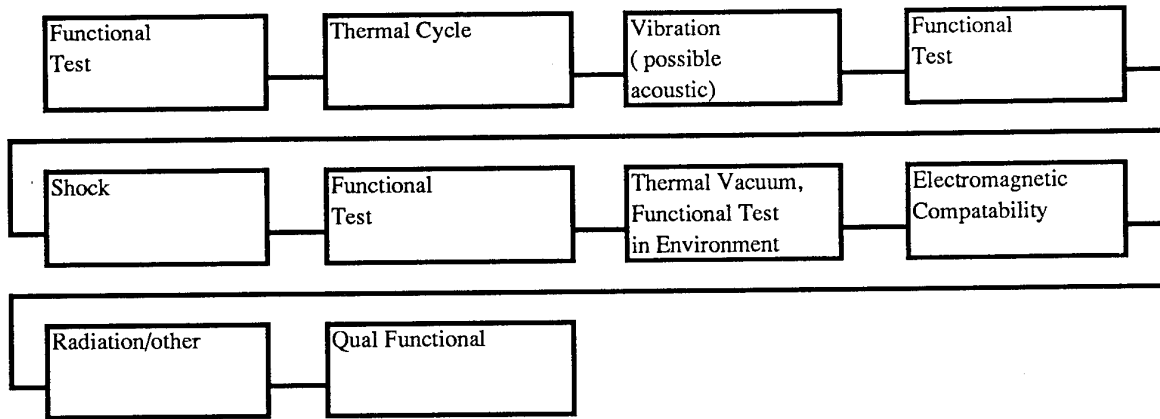 Functional
Test
Thermal Cycle
Vibration
( possible
acoustic)
Functional
Test
Shock
Functional
Test
Thermal Vacuum,
Functional Test
in Environment
Electromagnetic
Compatability
Radiation/other
Qual Functional